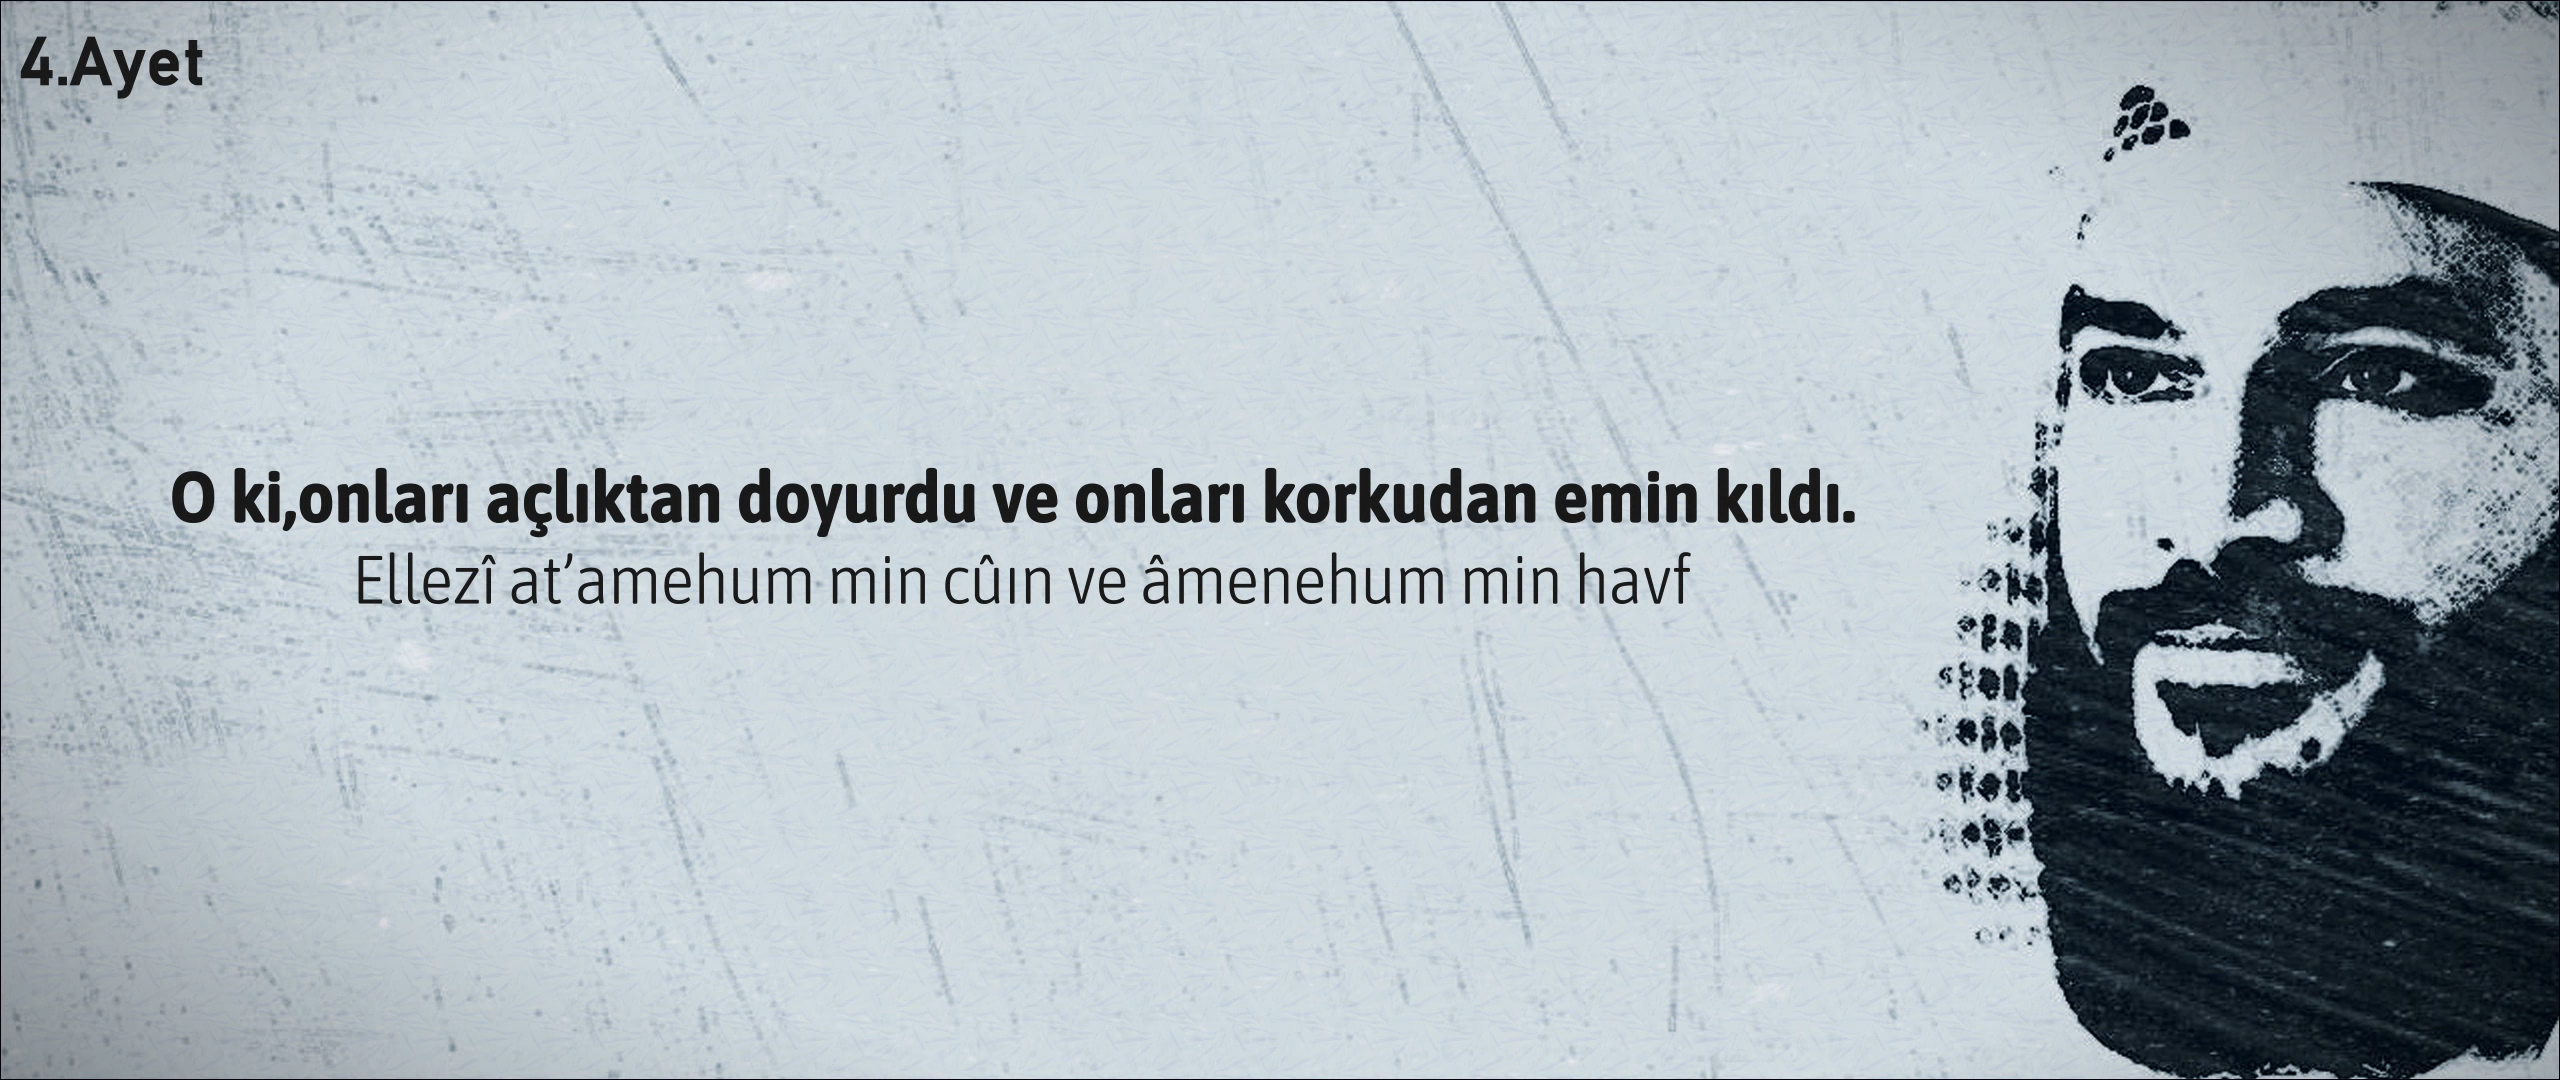 4.Ayet
O ki,onları açlıktan doyurdu ve onları korkudan emin kıldı.
Ellezî at’amehum min cûın ve âmenehum min havf